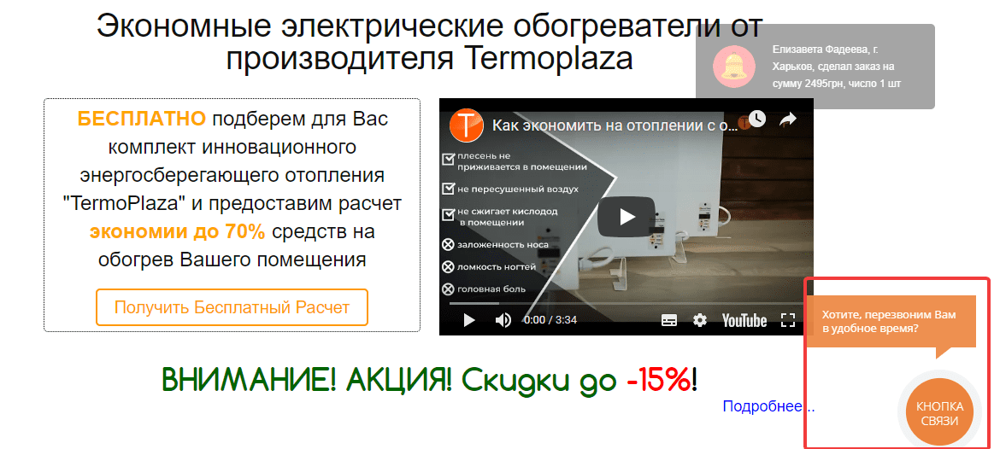 Экономные электрические обогреватели от
производителя Termoplaza
Елизавета Фадеева, г.
Харьков, сделал заказ на
сумму 2495грн, число 1 шт
БЕСПЛАТНО подберем для Вас
комплект инновационного
энергосберегающего отопления
"TermoPlaza" и предоставим расчет
экономии до 70% средств на
обогрев Вашего помещения
Получить Бесплатный Расчет
Как экономить на отоплении с о...
плесень не
приживается в помещении
не пересушенный воздух
не сжигает кислодод
в помещении
заложенность носа
ломкость ногтей
головная боль
0:00 / 3:34
YouTube
Хотите, перезвоним Вам
в удобное время?
КНОПКА
СВЯЗИ
ВНИМАНИЕ! АКЦИЯ! Скидки до -15%!
Подробнее...